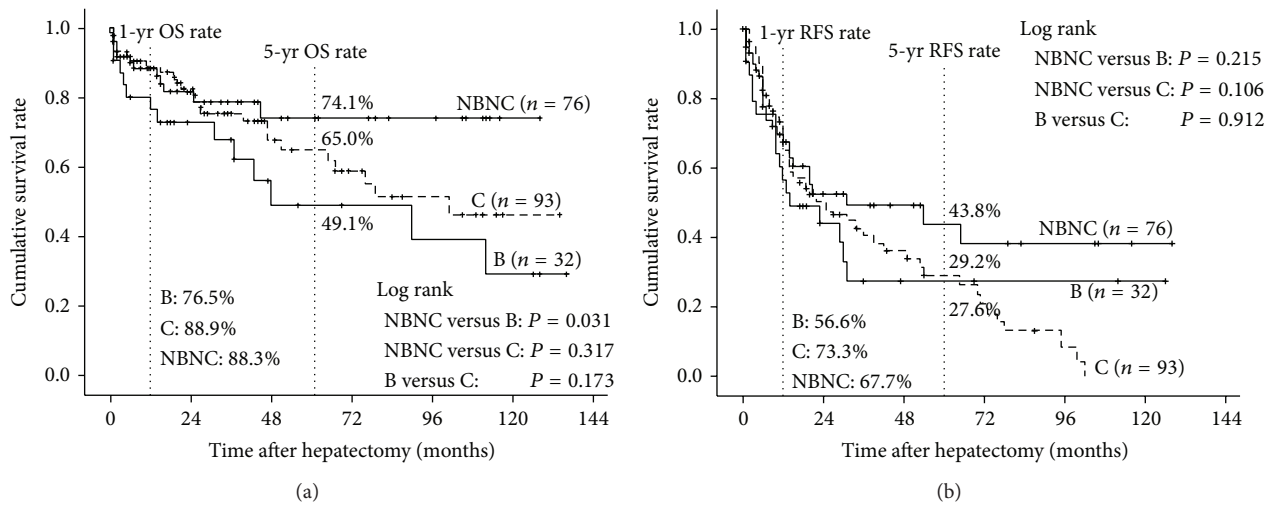 1-yr OS rate
5-yr OS rate
1.0
0.8
0.6
0.4
0.2
0.0
Cumulative survival rate
74.1%
NBNC (n = 76)
65.0%
C (n = 93)
49.1%
B (n = 32)
B: 76.5%
C: 88.9%
NBNC: 88.3%
Log rank
NBNC versus B: P = 0.031
NBNC versus C: P = 0.317
B versus C: P = 0.173
0 24 48 72 96 120 144
Time after hepatectomy (months)
(a)
1-yr RFS rate
5-yr RFS rate
Log rank
NBNC versus B: P = 0.215
NBNC versus C: P = 0.106
B versus C: P = 0.912
1.0
0.8
0.6
0.4
0.2
0.0
Cumulative survival rate
43.8%
NBNC (n = 76)
29.2%
B (n = 32)
27.6%
C (n = 93)
B: 56.6%
C: 73.3%
NBNC: 67.7%
0 24 48 72 96 120 144
Time after hepatectomy (months)
(b)